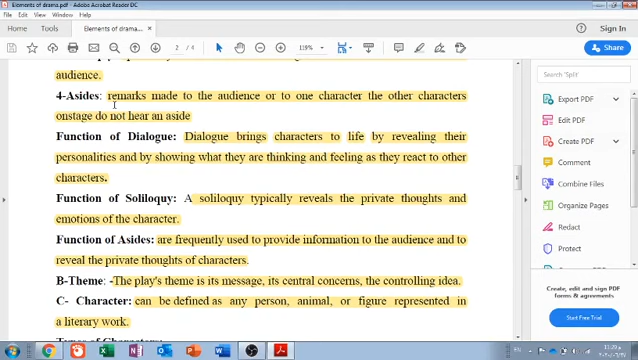 Elements of drama.pdf - Adobe Acrobat Reader DC
File Edit View Window Help
Home Tools Elements of drama.... × Sign In
2 / 4 119% Share
audience.
4-Asides: remarks made to the audience or to one character the other characters
onstage do not hear an aside
Function of Dialogue: Dialogue brings characters to life by revealing their
personalities and by showing what they are thinking and feeling as they react to other
characters.
Function of Soliloquy: A soliloquy typically reveals the private thoughts and
emotions of the character.
Function of Asides: are frequently used to provide information to the audience and to
reveal the private thoughts of characters.
B-Theme: -The play's theme is its message, its central concerns, the controlling idea.
C- Character: can be defined as any person, animal, or figure represented in
a literary work.
Search 'Split'
Export PDF
Edit PDF
Create PDF
Comment
Combine Files
Organize Pages
Redact
Protect
Create, edit and sign PDF
forms & agreements
Start Free Trial